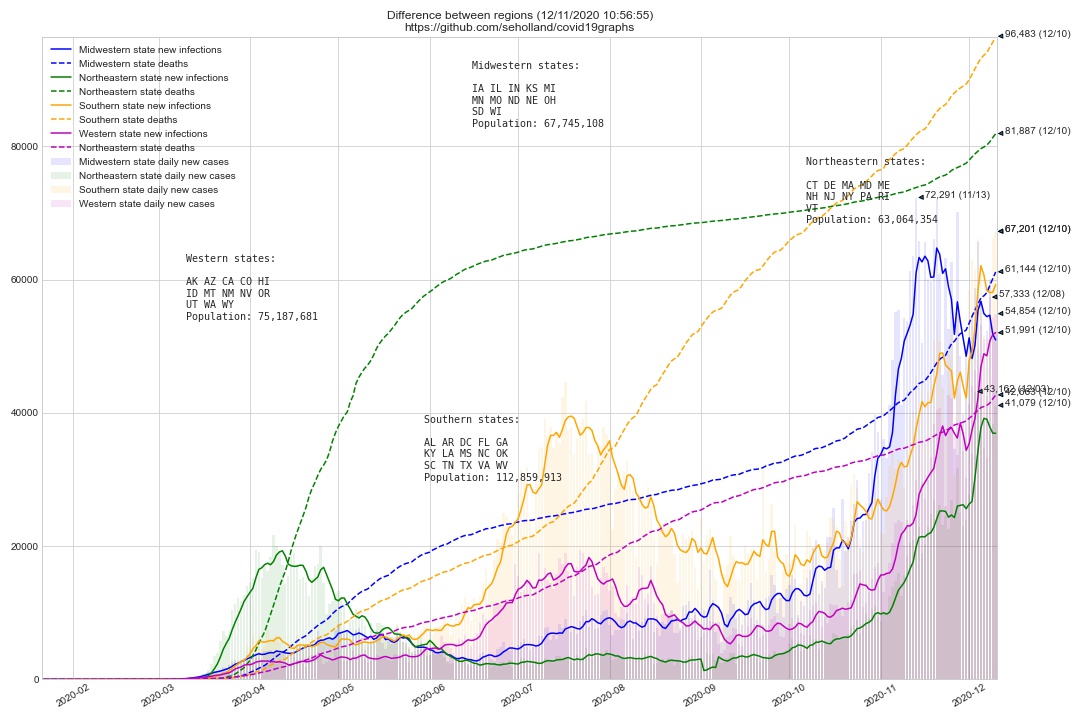 Difference between regions (12/11/2020 10:56:55)
https://github.com/seholland/covid19graphs
Midwestern state new infections
Midwestern state deaths
Northeastern state new infections
Northeastern state deaths
Southern state new infections
Southern state deaths
Western state new infections
Northeastern state deaths
Midwestern state daily new cases
Northeastern state daily new cases
Southern state daily new cases
Western state daily new cases
Midwestern states:
IA IL IN KS MI
MN MO ND NE OH
SD WI
Population: 67,745,108
Northeastern states:
CT DE MA MD ME
NH NJ NY PA RI
VT
Population: 63,064,354
Western states:
AK AZ CA CO HI
ID MT NM NV OR
UT WA WY
Population: 75,187,681
Southern states:
AL AR DC FL GA
KY LA MS NC OK
SC TN TX VA WV
Population: 112,859,913
96,483 (12/10)
81,887 (12/10)
72,291 (11/13)
67,201 (12/10)
61,144 (12/10)
57,333 (12/08)
54,854 (12/10)
51,991 (12/10)
43,162 (12/03)
(12/10)
41,079 (12/10)
80000
60000
40000
20000
0
2020-02
2020-03
2020-04
2020-05
2020-06
2020-07
2020-08
2020-09
2020-10
2020-11
2020-12